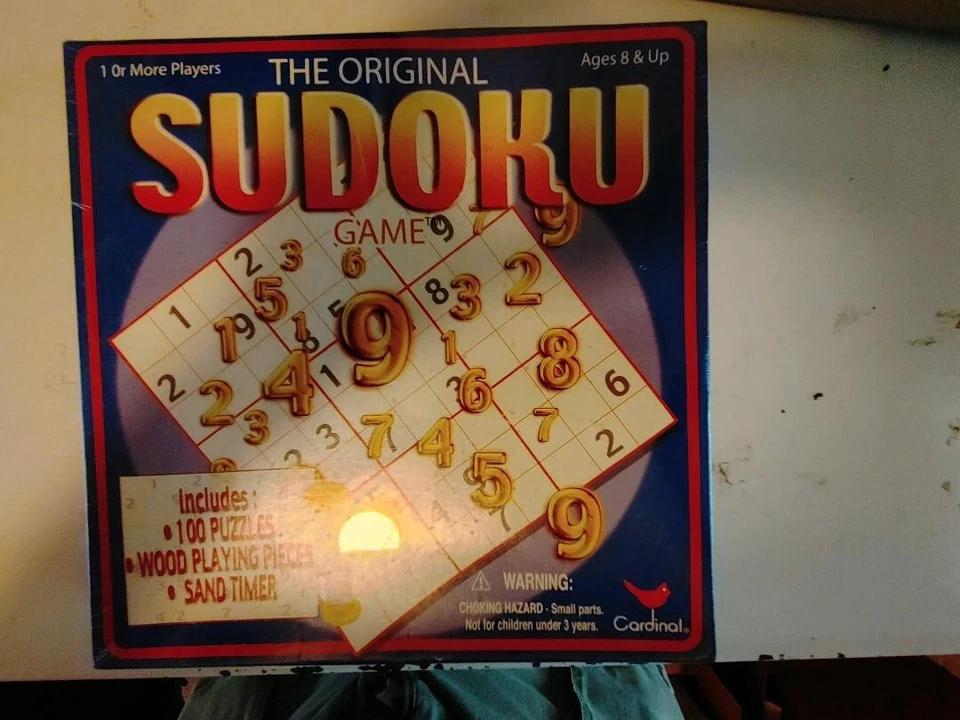 1 Or More Players
THE ORIGINAL
Ages 8 & Up
SUDOKU
GAME™
Includes:
• 100 PUZZLES
• WOOD PLAYING PIECES
• SAND TIMER
WARNING:
CHOKING HAZARD - Small parts.
Not for children under 3 years.
Cardinal®